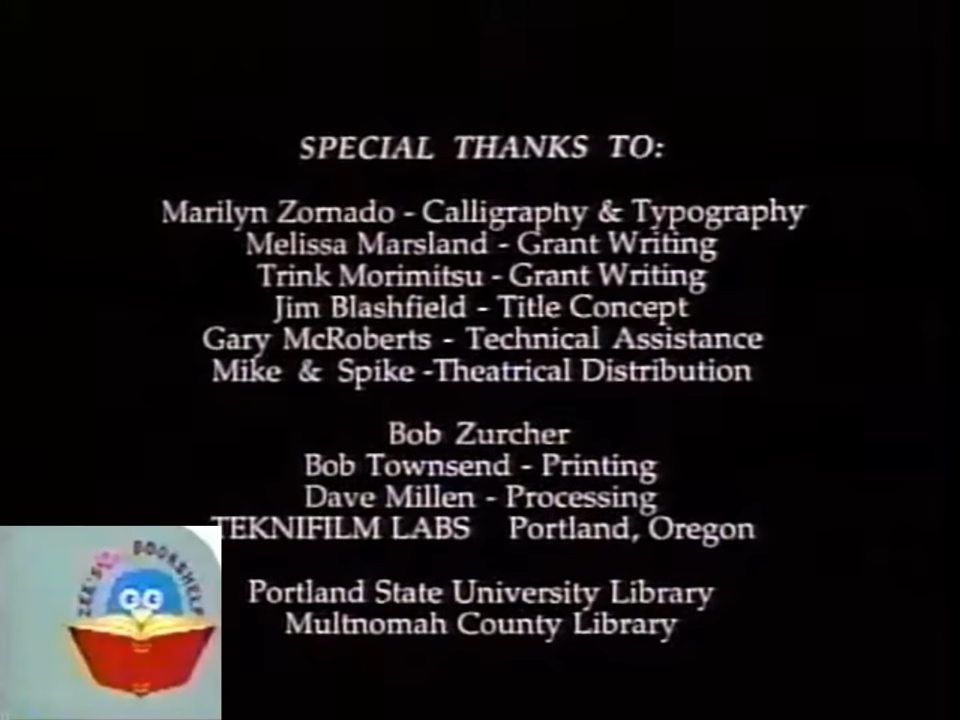 SPECIAL THANKS TO:
Marilyn Zornado - Calligraphy & Typography
Melissa Marsland - Grant Writing
Trink Morimitsu - Grant Writing
Jim Blashfield - Title Concept
Gary McRoberts - Technical Assistance
Mike & Spike -Theatrical Distribution
Bob Zurcher
Bob Townsend - Printing
Dave Millen - Processing
TEKNIFILM LABS Portland, Oregon
Portland State University Library
Multnomah County Library
ZEE'S BOOKSHELF